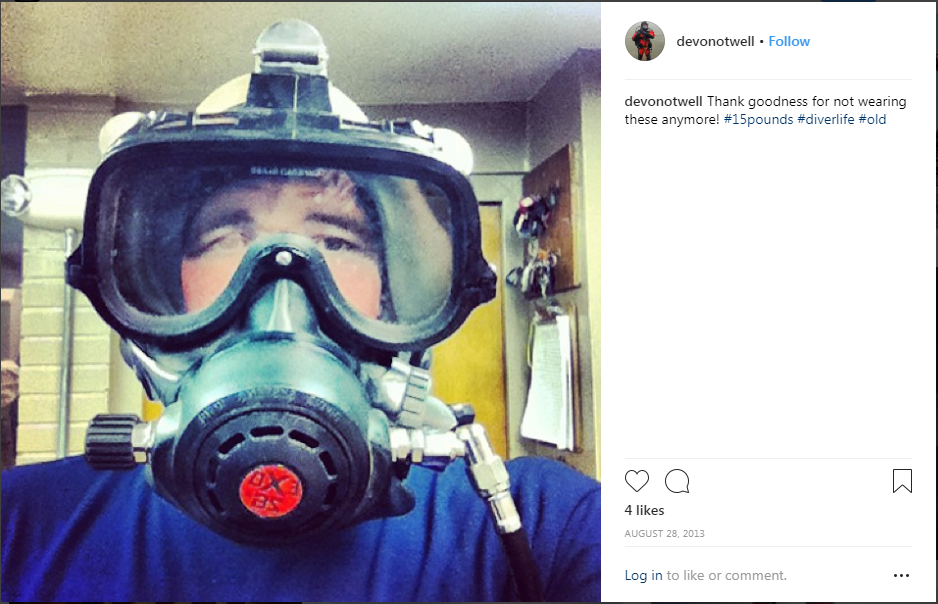 devonotwell • Follow
devonotwell Thank goodness for not wearing
these anymore! #15pounds #diverlife #old
4 likes
AUGUST 28, 2013
Log in to like or comment.